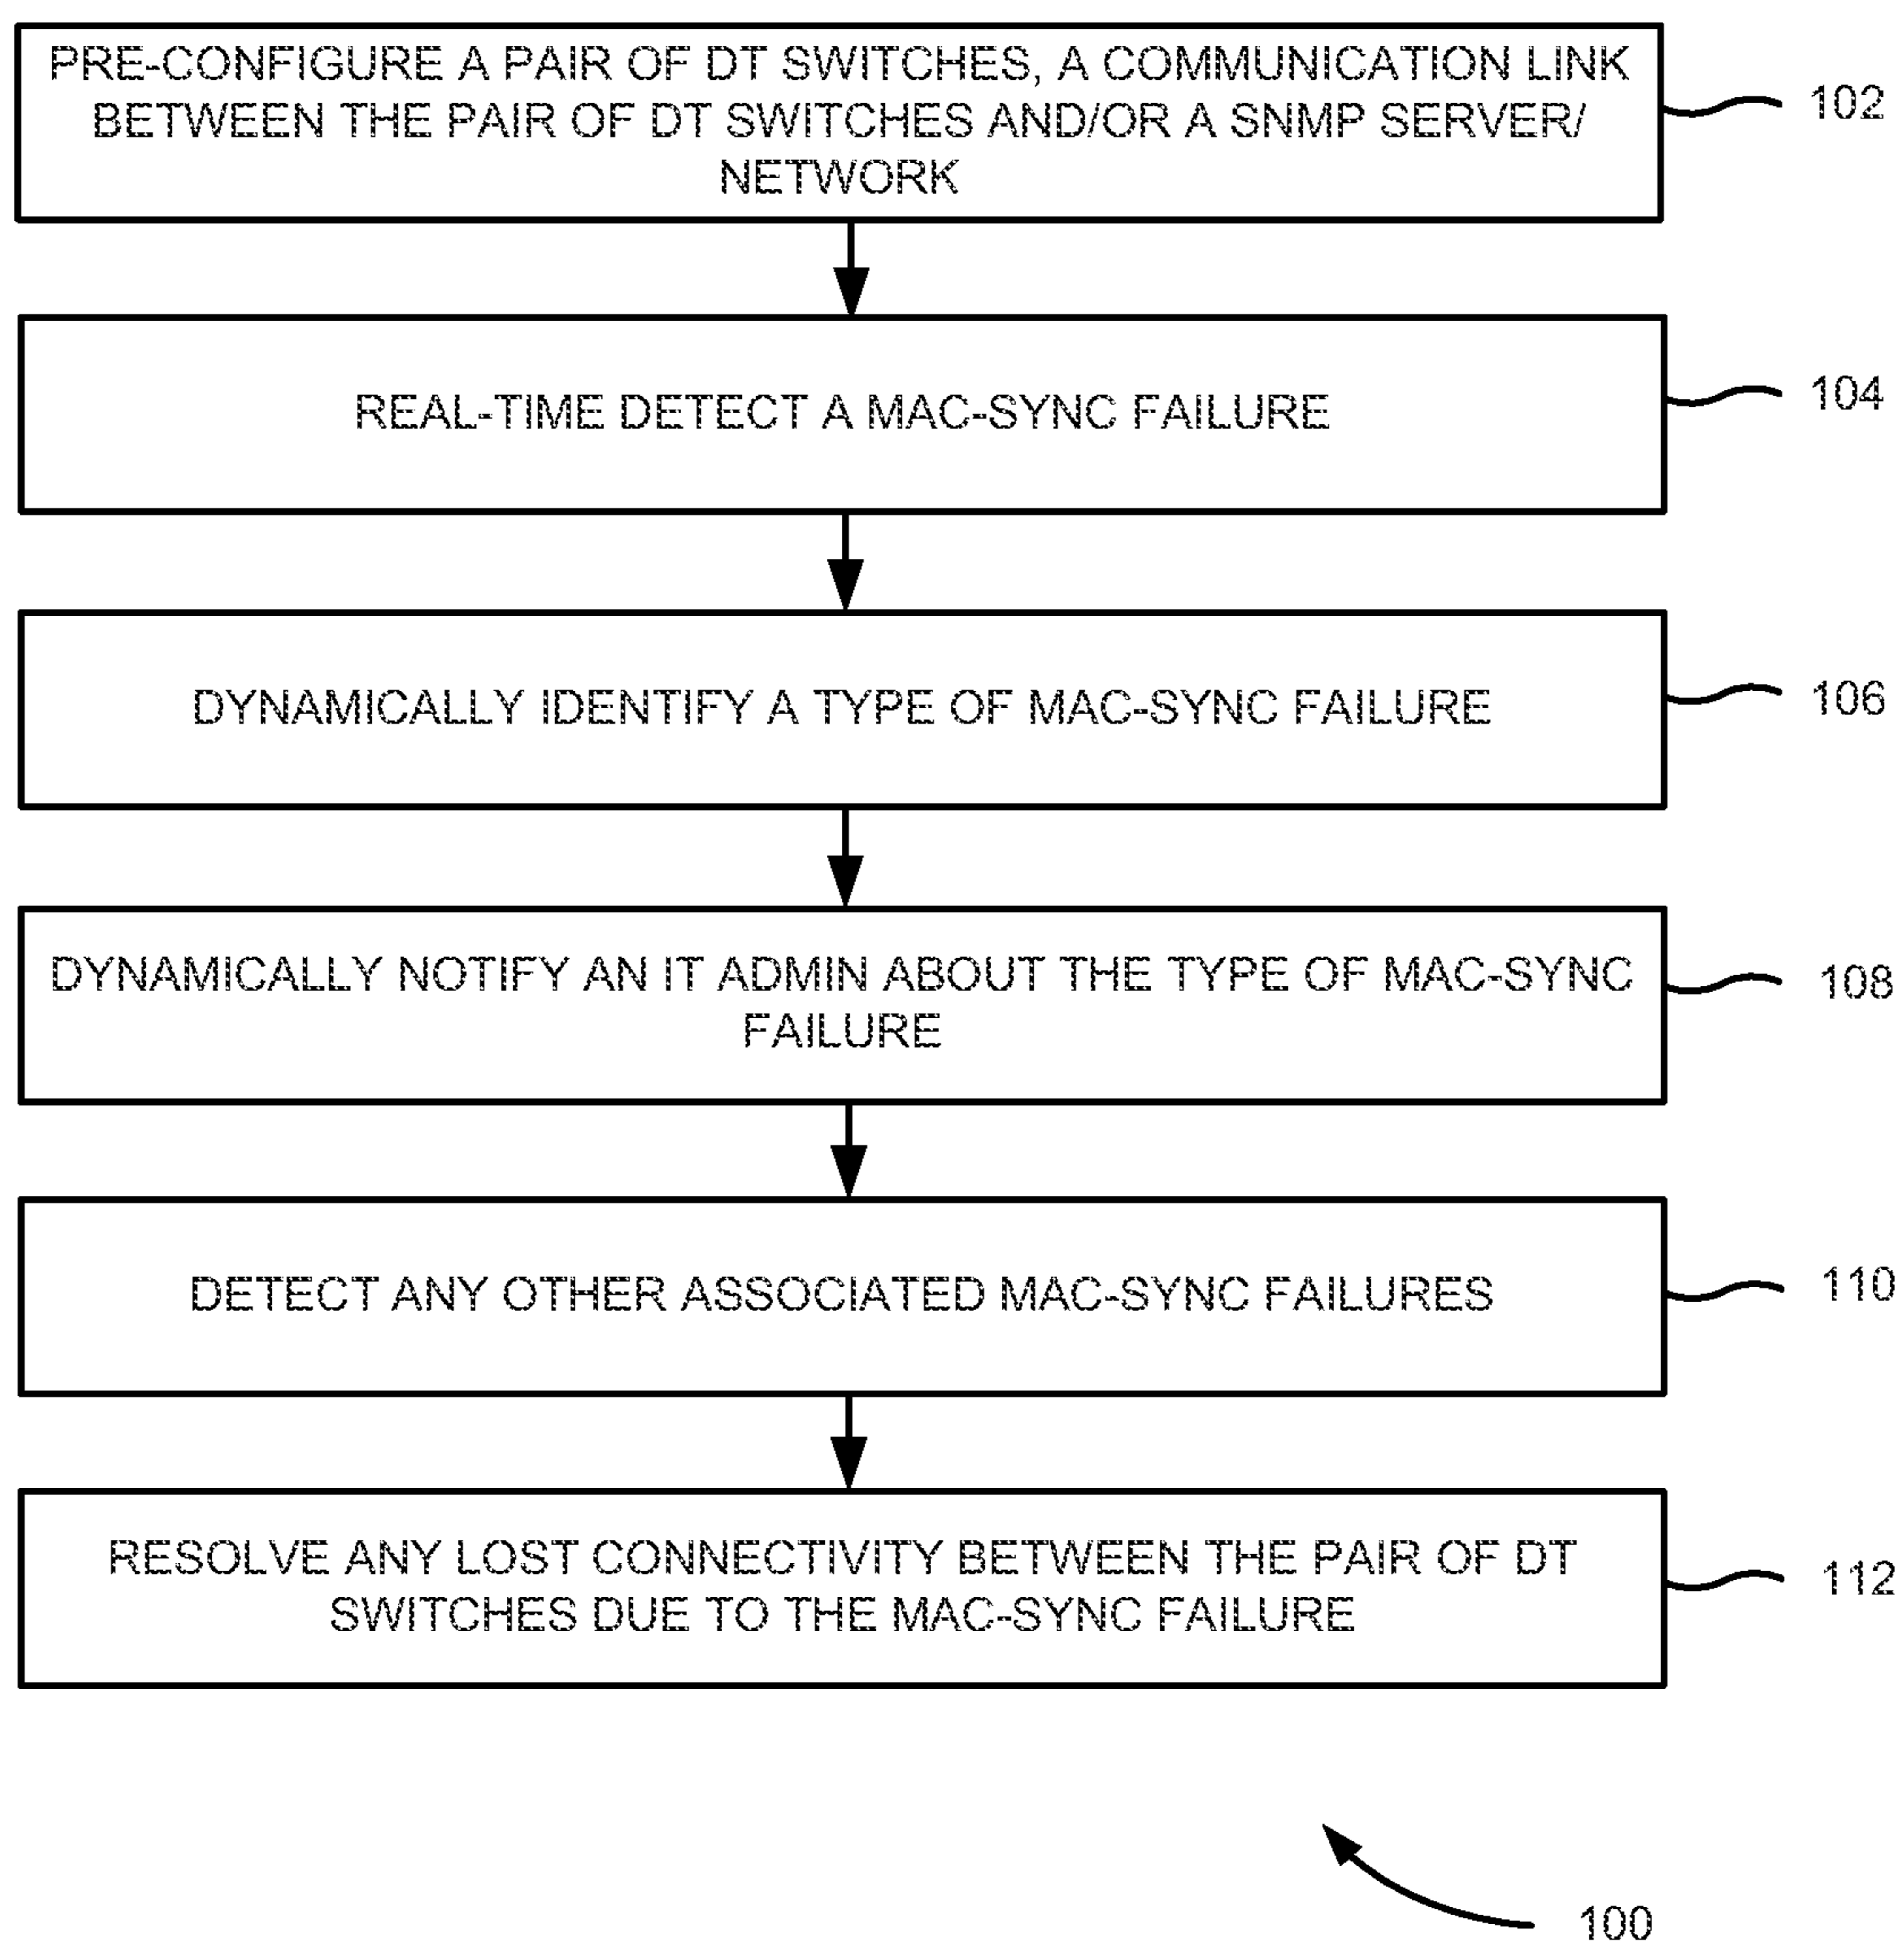 PRE-CONFIGURE A PAIR OF DT SWITCHES, A COMMUNICATION LINK
BETWEEN THE PAIR OF DT SWITCHES AND/OR A SNMP SERVER/
NETWORK
102
REAL-TIME DETECT A MAC-SYNC FAILURE
104
DYNAMICALLY IDENTIFY A TYPE OF MAC-SYNC FAILURE
106
DYNAMICALLY NOTIFY AN IT ADMIN ABOUT THE TYPE OF MAC-SYNC
FAILURE
108
DETECT ANY OTHER ASSOCIATED MAC-SYNC FAILURES
110
RESOLVE ANY LOST CONNECTIVITY BETWEEN THE PAIR OF DT
SWITCHES DUE TO THE MAC-SYNC FAILURE
112
100